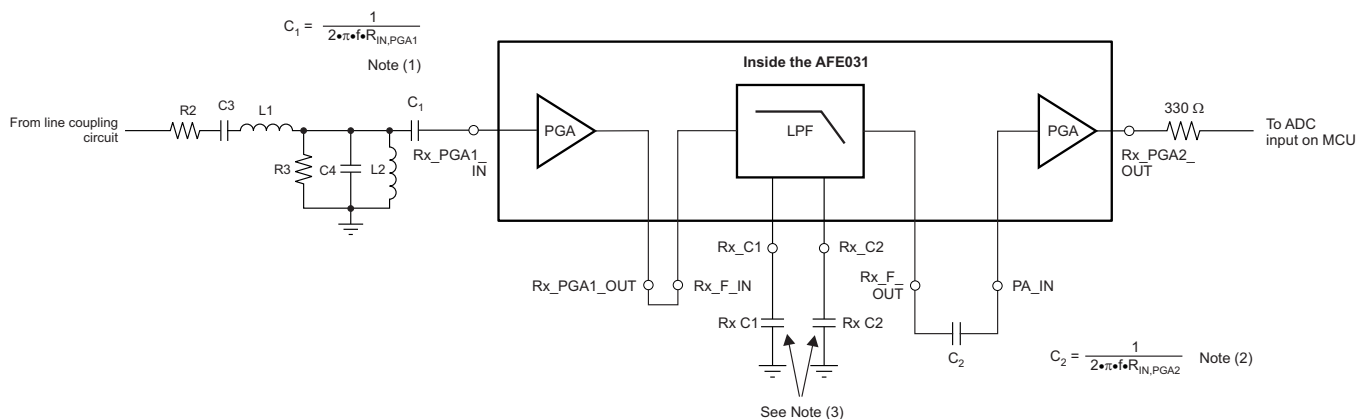 C1 = 1
2•π•f•RIN,PGA1
Note (1)
Inside the AFE031
From line coupling
circuit
R2
C3
L1
C1
R3
C4
L2
Rx_PGA1_
IN
PGA
LPF
PGA
330 Ω
Rx_PGA2_
OUT
To ADC
input on MCU
Rx_C1
Rx_C2
Rx_PGA1_OUT
Rx_F_IN
Rx_F_
OUT
PA_IN
Rx C1
Rx C2
C2
C2 = 1
2•π•f•RIN,PGA2
Note (2)
See Note (3)